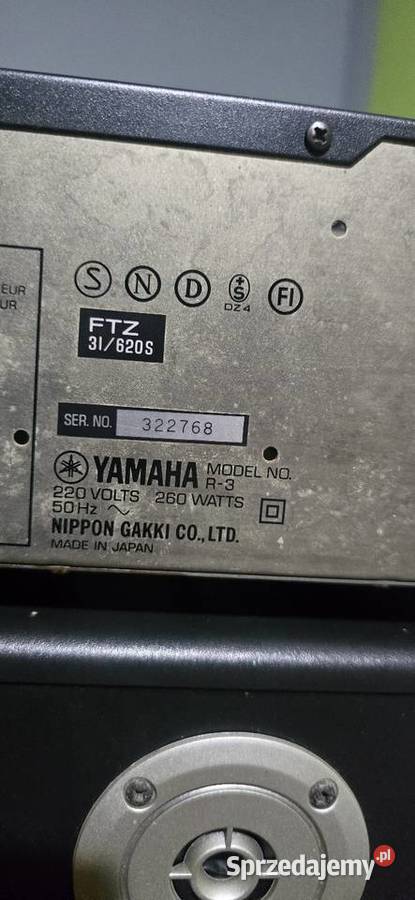 EUR
UR
S N D +S FI
DZ4
FTZ
31/620S
SER. NO. 322768
YAMAHA MODEL NO.
R-3
220 VOLTS 260 WATTS
50Hz
NIPPON GAKKI CO., LTD.
MADE IN JAPAN
Sprzedajemy.pl